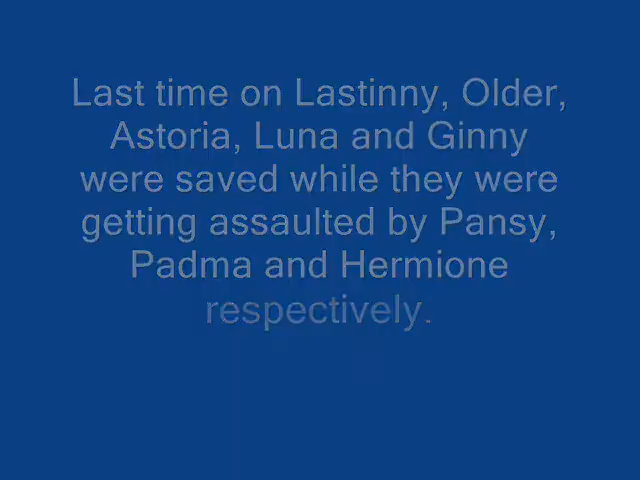 Last time on Lastinny, Older,
Astoria, Luna and Ginny
were saved while they were
getting assaulted by Pansy,
Padma and Hermione
respectively.